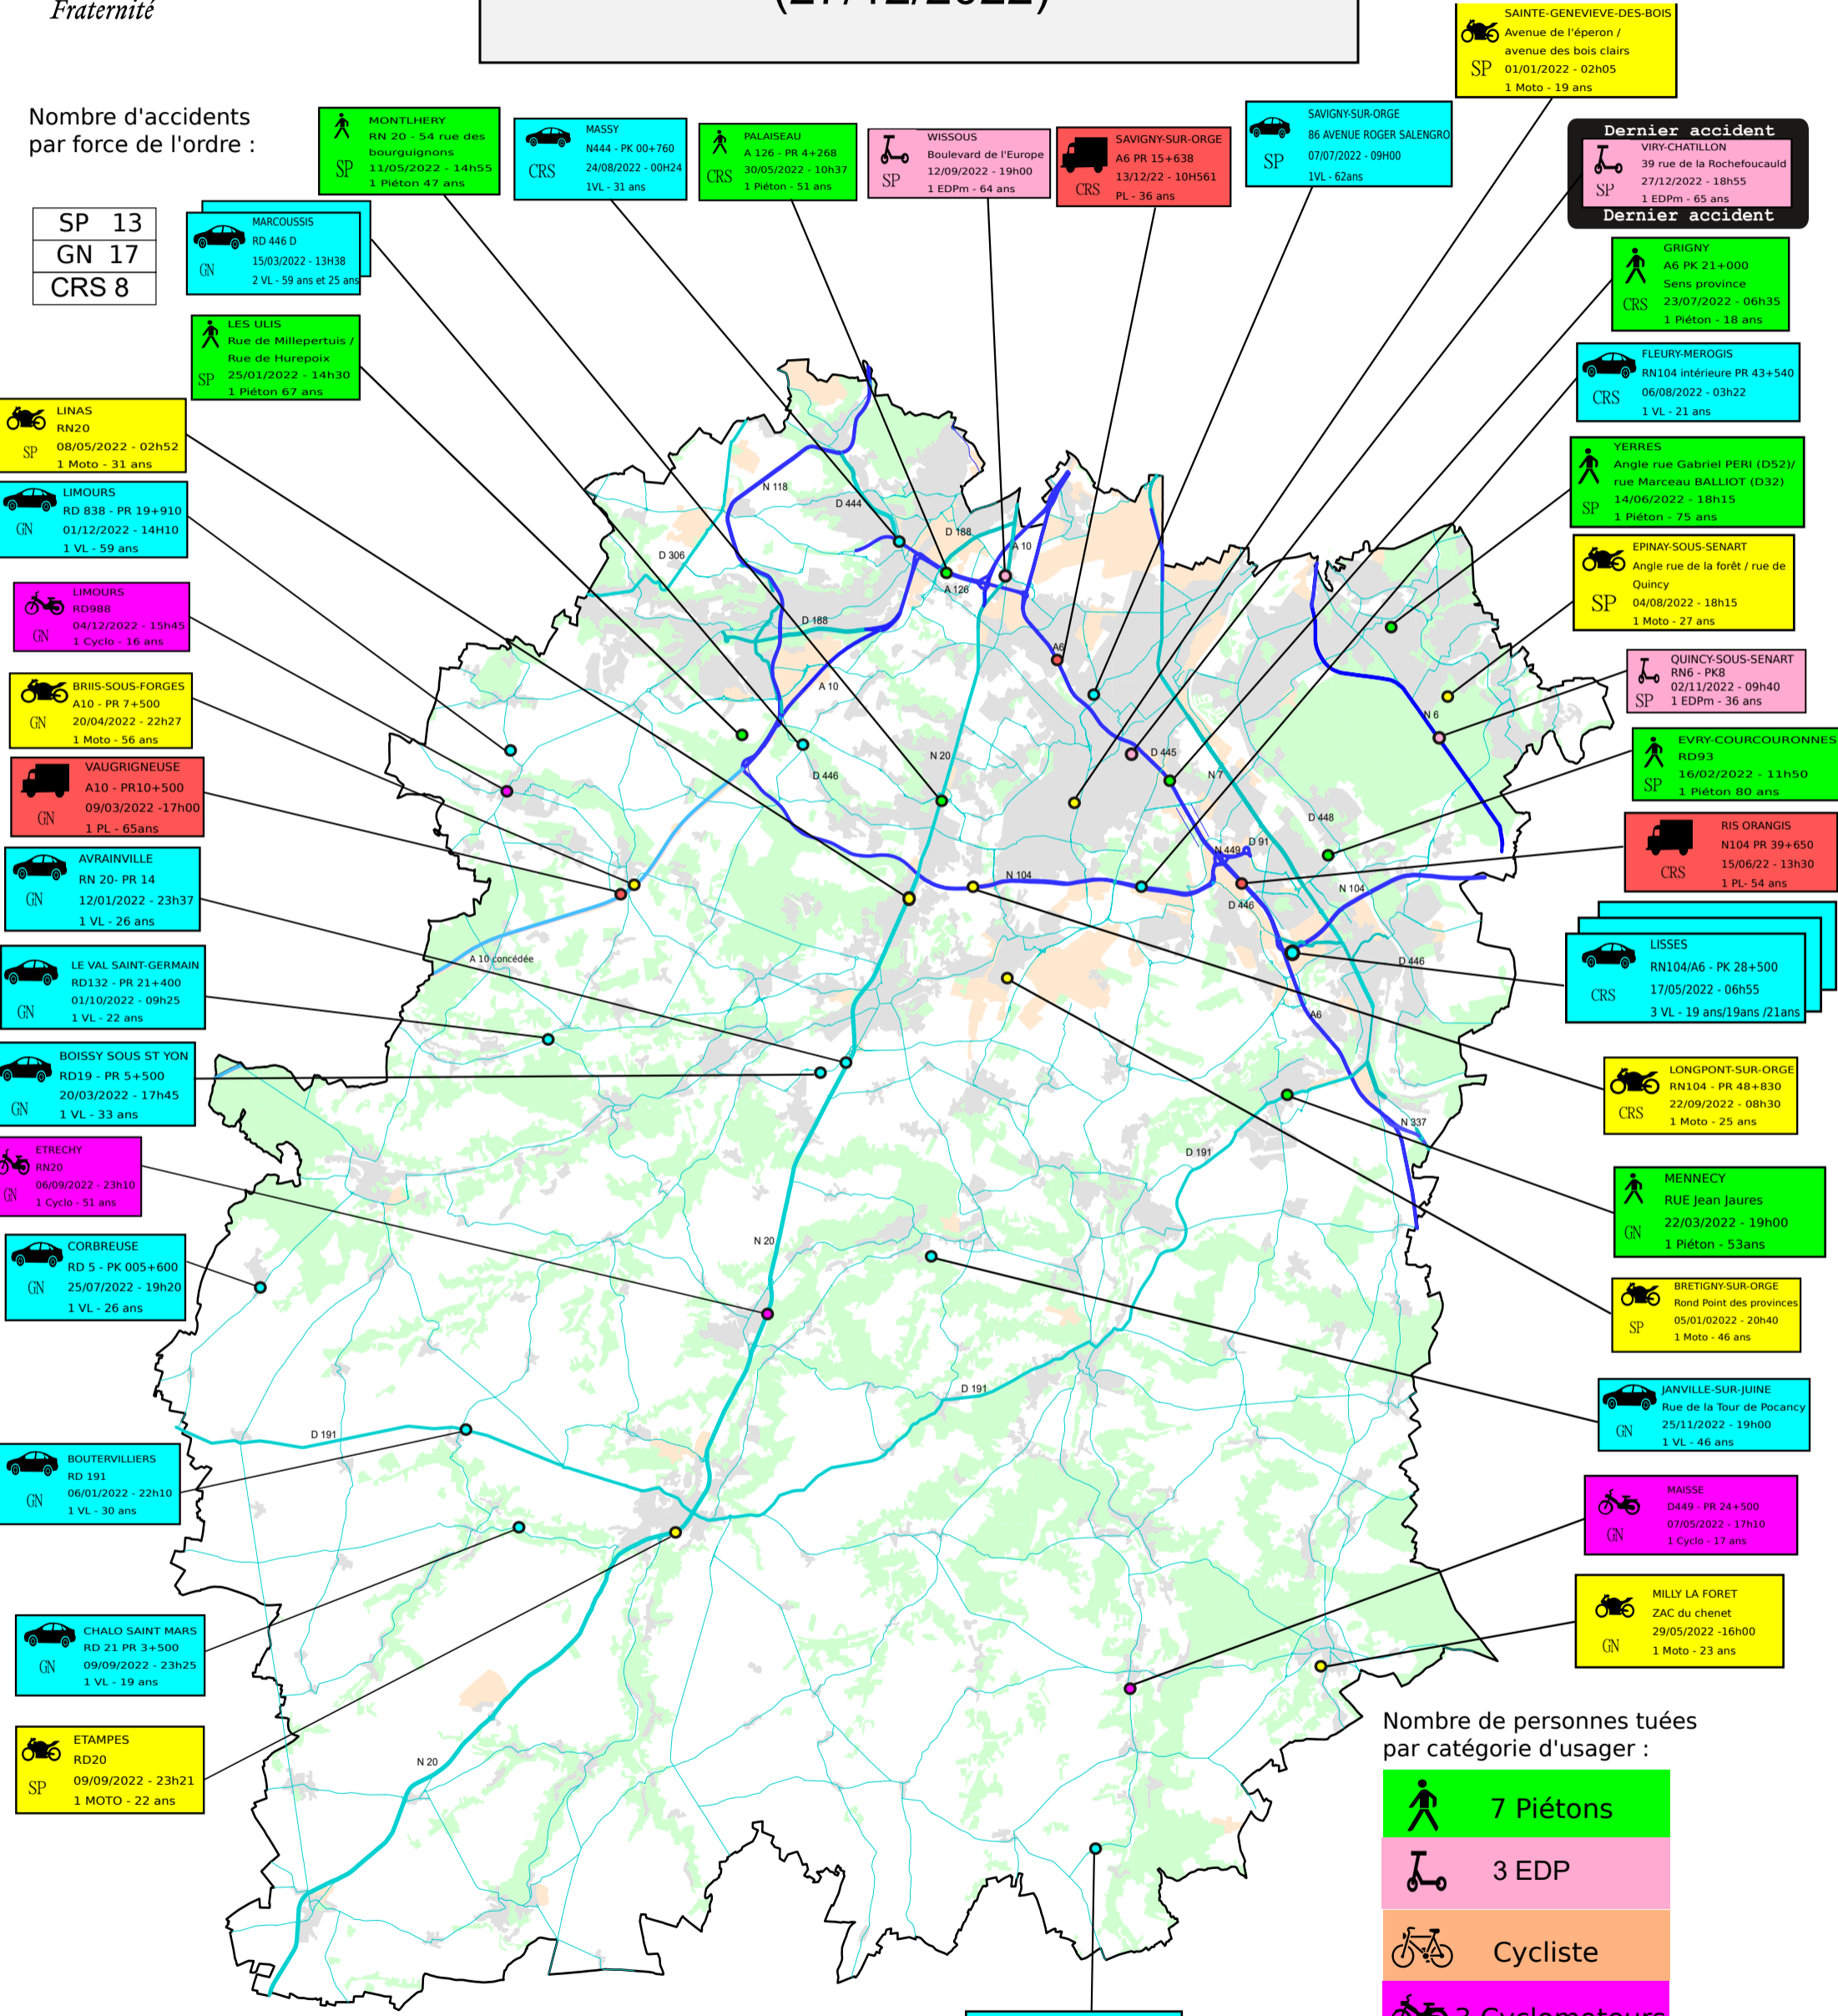 Fraternité
(27/12/2022)
Nombre d'accidents
par force de l'ordre :
SP 13
GN 17
CRS 8
MONTLHERY
RN 20 - 54 rue des
bourguignons
11/05/2022 - 14h55
1 Piéton 47 ans
SP
MASSY
N444 - PK 00+760
24/08/2022 - 00H24
1VL - 31 ans
CRS
PALAISEAU
A 126 - PR 4+268
30/05/2022 - 10h37
1 Piéton - 51 ans
CRS
WISSOUS
Boulevard de l'Europe
12/09/2022 - 19h00
1 EDPm - 64 ans
SP
SAVIGNY-SUR-ORGE
A6 PR 15+638
13/12/22 - 10H561
PL - 36 ans
CRS
SAVIGNY-SUR-ORGE
86 AVENUE ROGER SALENGRO
07/07/2022 - 09H00
1VL - 62ans
SP
SAINTE-GENEVIEVE-DES-BOIS
Avenue de l'éperon /
avenue des bois clairs
01/01/2022 - 02h05
1 Moto - 19 ans
SP
Dernier accident
VIRY-CHATILLON
39 rue de la Rochefoucauld
27/12/2022 - 18h55
1 EDPm - 65 ans
SP
Dernier accident
MARCOUSSIS
RD 446 D
15/03/2022 - 13H38
2 VL - 59 ans et 25 ans
GN
LES ULIS
Rue de Millepertuis /
Rue de Hurepoix
25/01/2022 - 14h30
1 Piéton 67 ans
SP
LINAS
RN20
08/05/2022 - 02h52
1 Moto - 31 ans
SP
LIMOURS
RD 838 - PR 19+910
01/12/2022 - 14H10
1 VL - 59 ans
GN
LIMOURS
RD988
04/12/2022 - 15h45
1 Cyclo - 16 ans
GN
BRIIS-SOUS-FORGES
A10 - PR 7+500
20/04/2022 - 22h27
1 Moto - 56 ans
GN
VAUGRIGNEUSE
A10 - PR10+500
09/03/2022 -17h00
1 PL - 65ans
GN
AVRAINVILLE
RN 20- PR 14
12/01/2022 - 23h37
1 VL - 26 ans
GN
LE VAL SAINT-GERMAIN
RD132 - PR 21+400
01/10/2022 - 09h25
1 VL - 22 ans
GN
BOISSY SOUS ST YON
RD19 - PR 5+500
20/03/2022 - 17h45
1 VL - 33 ans
GN
ETRECHY
RN20
06/09/2022 - 23h10
1 Cyclo - 51 ans
GN
CORBREUSE
RD 5 - PK 005+600
25/07/2022 - 19h20
1 VL - 26 ans
GN
BOUTERVILLIERS
RD 191
06/01/2022 - 22h10
1 VL - 30 ans
GN
CHALO SAINT MARS
RD 21 PR 3+500
09/09/2022 - 23h25
1 VL - 19 ans
GN
ETAMPES
RD20
09/09/2022 - 23h21
1 MOTO - 22 ans
SP
GRIGNY
A6 PK 21+000
Sens province
23/07/2022 - 06h35
1 Piéton - 18 ans
CRS
FLEURY-MEROGIS
RN104 intérieure PR 43+540
06/08/2022 - 03h22
1 VL - 21 ans
CRS
YERRES
Angle rue Gabriel PERI (D52)/
rue Marceau BALLIOT (D32)
14/06/2022 - 18h15
1 Piéton - 75 ans
SP
EPINAY-SOUS-SENART
Angle rue de la forêt / rue de
Quincy
04/08/2022 - 18h15
1 Moto - 27 ans
SP
QUINCY-SOUS-SENART
RN6 - PK8
02/11/2022 - 09h40
1 EDPm - 36 ans
SP
EVRY-COURCOURONNES
RD93
16/02/2022 - 11h50
1 Piéton 80 ans
SP
RIS ORANGIS
N104 PR 39+650
15/06/22 - 13h30
1 PL- 54 ans
CRS
LISSES
RN104/A6 - PK 28+500
17/05/2022 - 06h55
3 VL - 19 ans/19ans /21ans
CRS
LONGPONT-SUR-ORGE
RN104 - PR 48+830
22/09/2022 - 08h30
1 Moto - 25 ans
CRS
MENNECY
RUE Jean Jaures
22/03/2022 - 19h00
1 Piéton - 53ans
GN
BRETIGNY-SUR-ORGE
Rond Point des provinces
05/01/02022 - 20h40
1 Moto - 46 ans
SP
JANVILLE-SUR-JUINE
Rue de la Tour de Pocancy
25/11/2022 - 19h00
1 VL - 46 ans
GN
MAISSE
D449 - PR 24+500
07/05/2022 - 17h10
1 Cyclo - 17 ans
GN
MILLY LA FORET
ZAC du chenet
29/05/2022 -16h00
1 Moto - 23 ans
GN
N 118
D 444
D 188
A 10
D 306
A 126
D 188
A6
A 10
N 6
D 445
N 7
N 20
D 446
D 448
D 91
N 449
N 104
N 104
D 446
A 10 concédée
D 446
A6
N 337
D 191
N 20
D 191
D 191
N 20
Nombre de personnes tuées
par catégorie d'usager :
7 Piétons
3 EDP
Cycliste
3 Cyclomoteurs